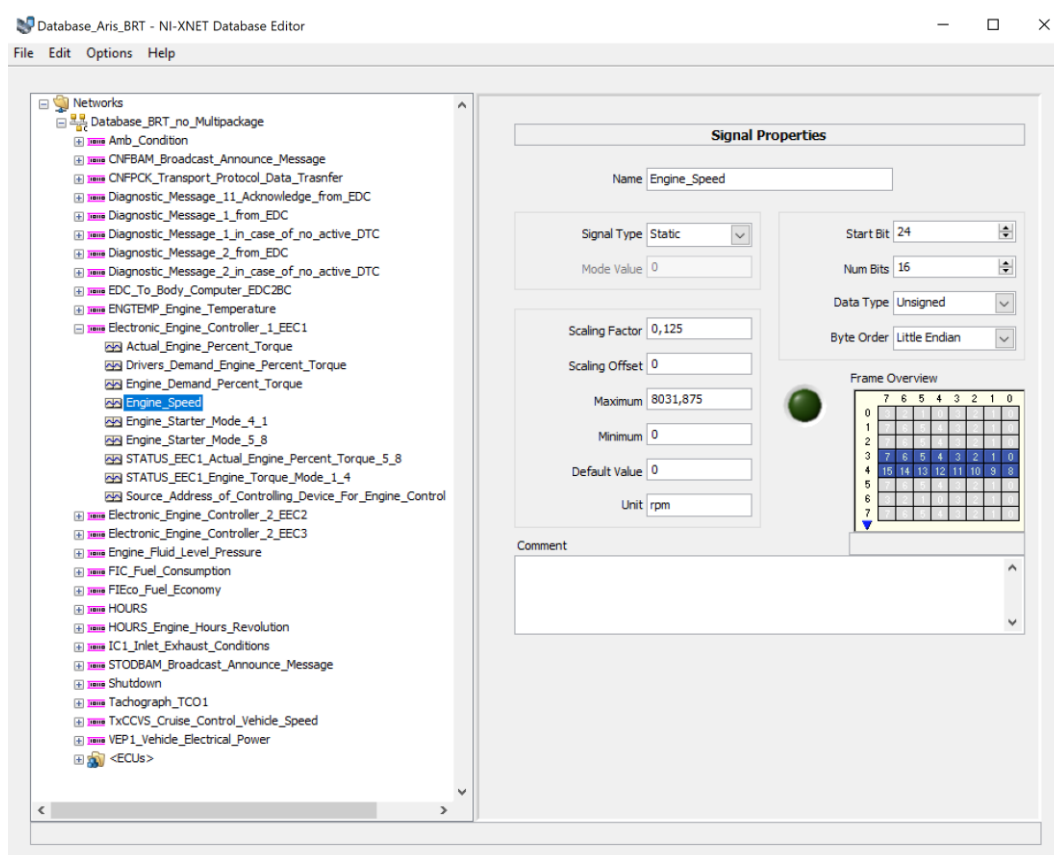 Database_Aris_BRT - NI-XNET Database Editor
File Edit Options Help
Networks
Database_BRT_no_Multipackage
Amb_Condition
CNFBAM_Broadcast_Announce_Message
CNFPCK_Transport_Protocol_Data_Trasnfer
Diagnostic_Message_11_Acknowledge_from_EDC
Diagnostic_Message_1_from_EDC
Diagnostic_Message_1_in_case_of_no_active_DTC
Diagnostic_Message_2_from_EDC
Diagnostic_Message_2_in_case_of_no_active_DTC
EDC_To_Body_Computer_EDC2BC
ENGTEMP_Engine_Temperature
Electronic_Engine_Controller_1_EEC1
Actual_Engine_Percent_Torque
Drivers_Demand_Engine_Percent_Torque
Engine_Demand_Percent_Torque
Engine_Speed
Engine_Starter_Mode_4_1
Engine_Starter_Mode_5_8
STATUS_EEC1_Actual_Engine_Percent_Torque_5_8
STATUS_EEC1_Engine_Torque_Mode_1_4
Source_Address_of_Controlling_Device_For_Engine_Control
Electronic_Engine_Controller_2_EEC2
Electronic_Engine_Controller_2_EEC3
Engine_Fluid_Level_Pressure
FIC_Fuel_Consumption
FIEco_Fuel_Economy
HOURS
HOURS_Engine_Hours_Revolution
IC1_Inlet_Exhaust_Conditions
STODBAM_Broadcast_Announce_Message
Shutdown
Tachograph_TCO1
TxCCVS_Cruise_Control_Vehicle_Speed
VEP1_Vehicle_Electrical_Power
<ECUs>
Signal Properties
Name Engine_Speed
Signal Type Static
Mode Value 0
Scaling Factor 0,125
Scaling Offset 0
Maximum 8031,875
Minimum 0
Default Value 0
Unit rpm
Start Bit 24
Num Bits 16
Data Type Unsigned
Byte Order Little Endian
Frame Overview
7 6 5 4 3 2 1 0
0
1
2
3 7 6 5 4 3 2 1 0
4 15 14 13 12 11 10 9 8
5
6
7
Comment